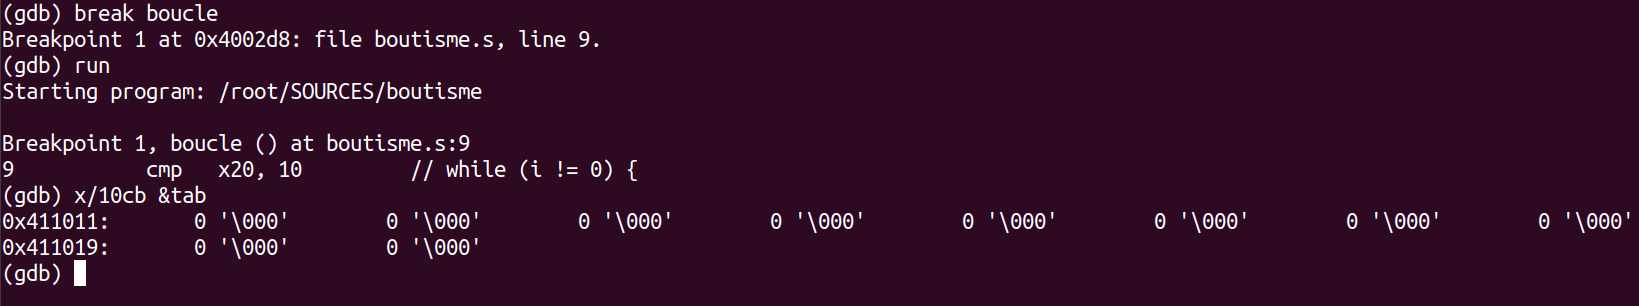 (gdb) break boucle
Breakpoint 1 at 0x4002d8: file boutisme.s, line 9.
(gdb) run
Starting program: /root/SOURCES/boutisme

Breakpoint 1, boucle () at boutisme.s:9
9           cmp   x20, 10         // while (i != 0) {
(gdb) x/10cb &tab
0x411011:       0 '\000'        0 '\000'        0 '\000'        0 '\000'        0 '\000'        0 '\000'        0 '\000'        0 '\000'
0x411019:       0 '\000'        0 '\000'
(gdb)